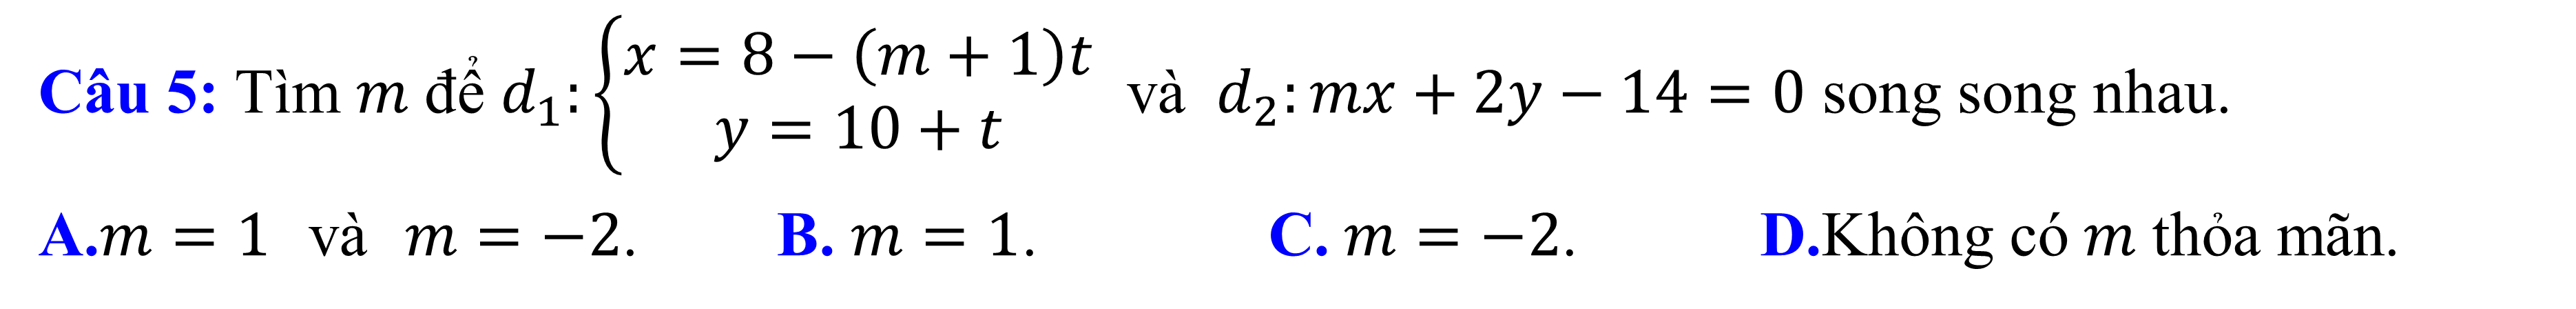 Câu 5: Tìm m để d₁: {x = 8 − (m + 1)t và d₂: mx + 2y − 14 = 0 song song nhau.
y = 10 + t
A.m = 1 và m = −2. B. m = 1. C. m = −2. D.Không có m thỏa mãn.